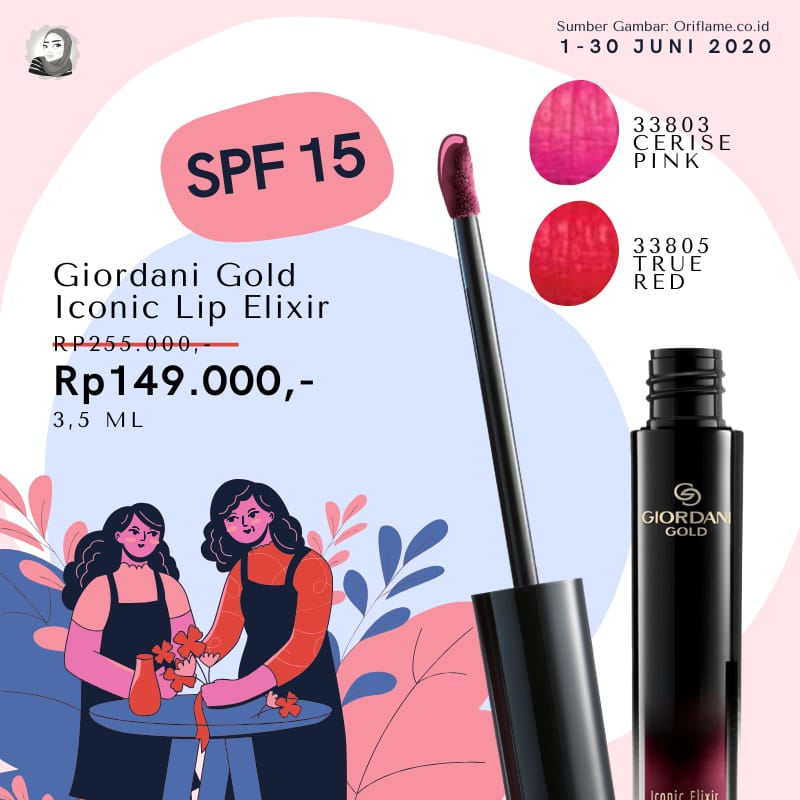 Sumber Gambar: Oriflame.co.id
1-30 JUNI 2020
SPF 15
33803
CERISE
PINK
33805
TRUE
RED
Giordani Gold
Iconic Lip Elixir
RP255.000,-
Rp149.000,-
3,5 ML
GIORDANI
GOLD
Iconic Elixir